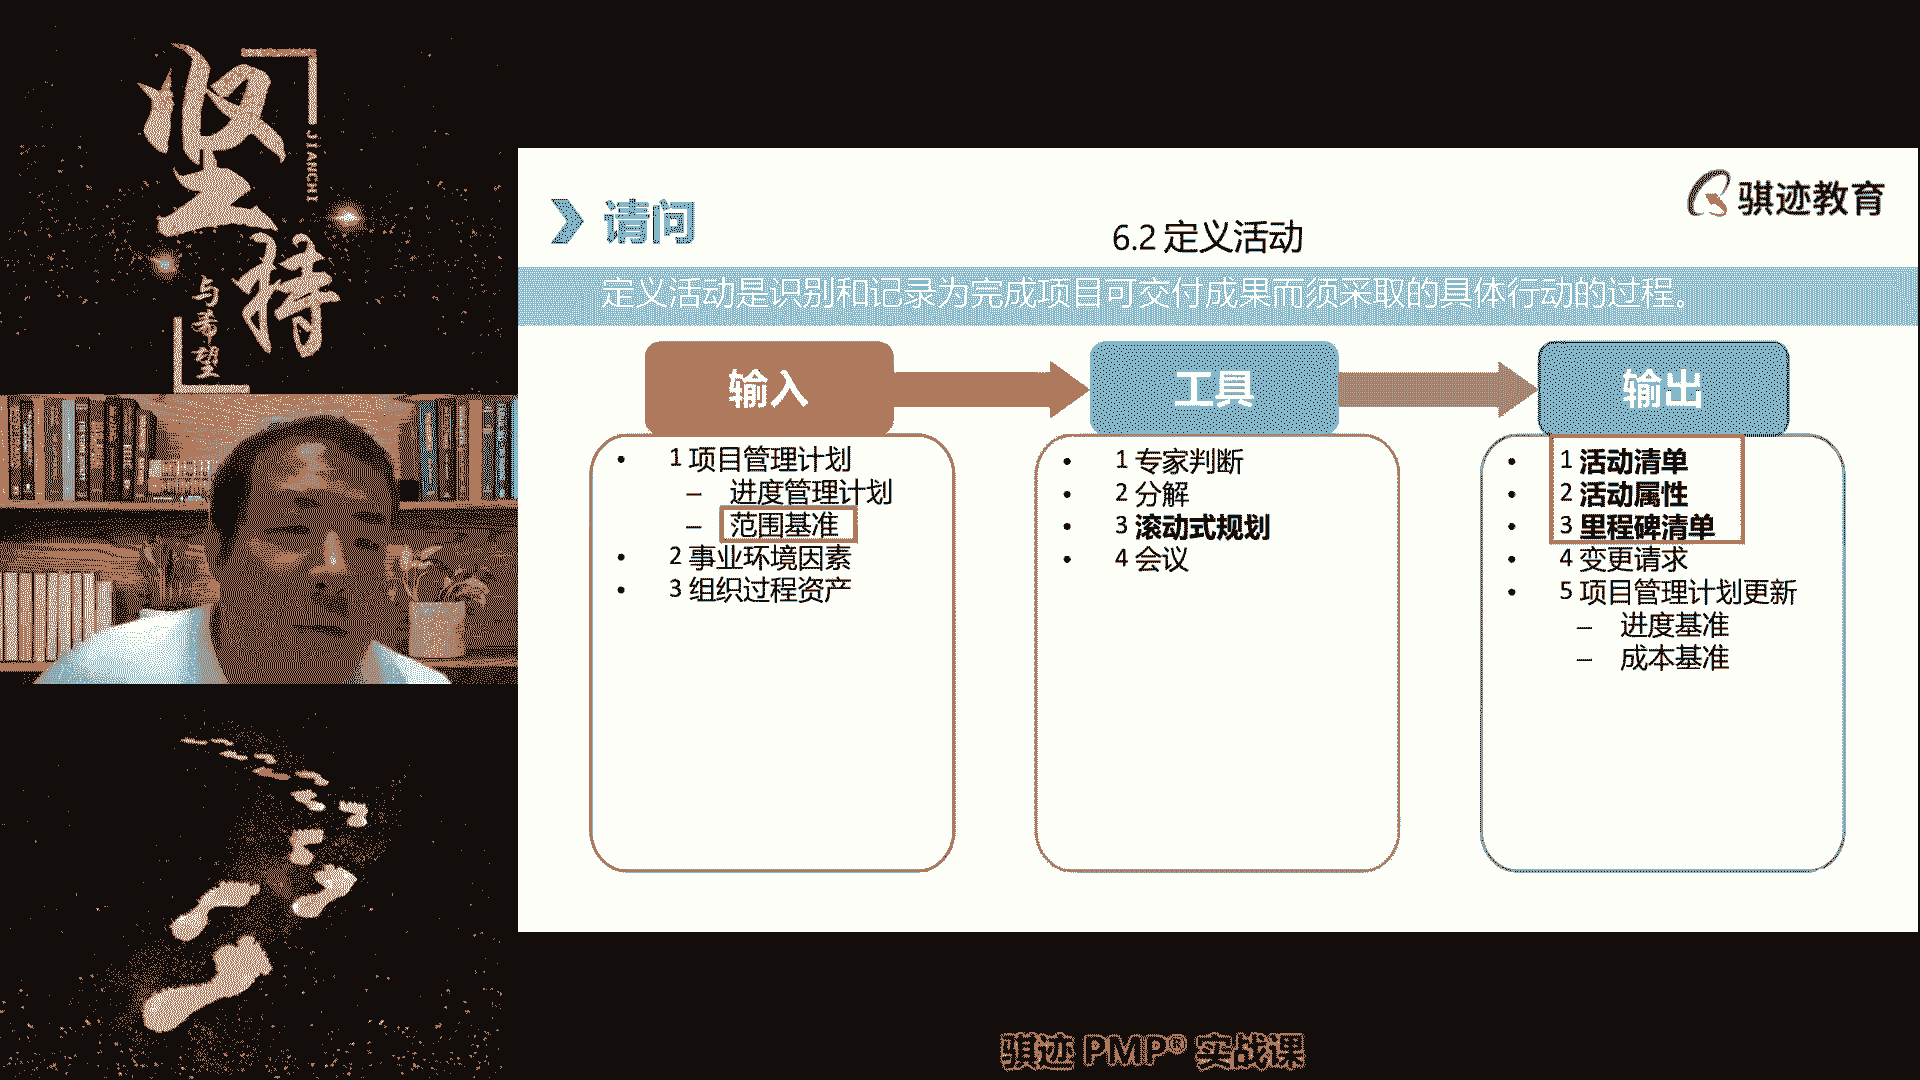 坚
持
JIANCHI
与希望
请问
6.2 定义活动
骐迹教育
定义活动是识别和记录为完成项目可交付成果而须采取的具体行动的过程。
输入
• 1 项目管理计划
– 进度管理计划
– 范围基准
• 2 事业环境因素
• 3 组织过程资产
工具
• 1 专家判断
• 2 分解
• 3 滚动式规划
• 4 会议
输出
• 1 活动清单
• 2 活动属性
• 3 里程碑清单
• 4 变更请求
• 5 项目管理计划更新
– 进度基准
– 成本基准
骐迹 PMP® 实战课